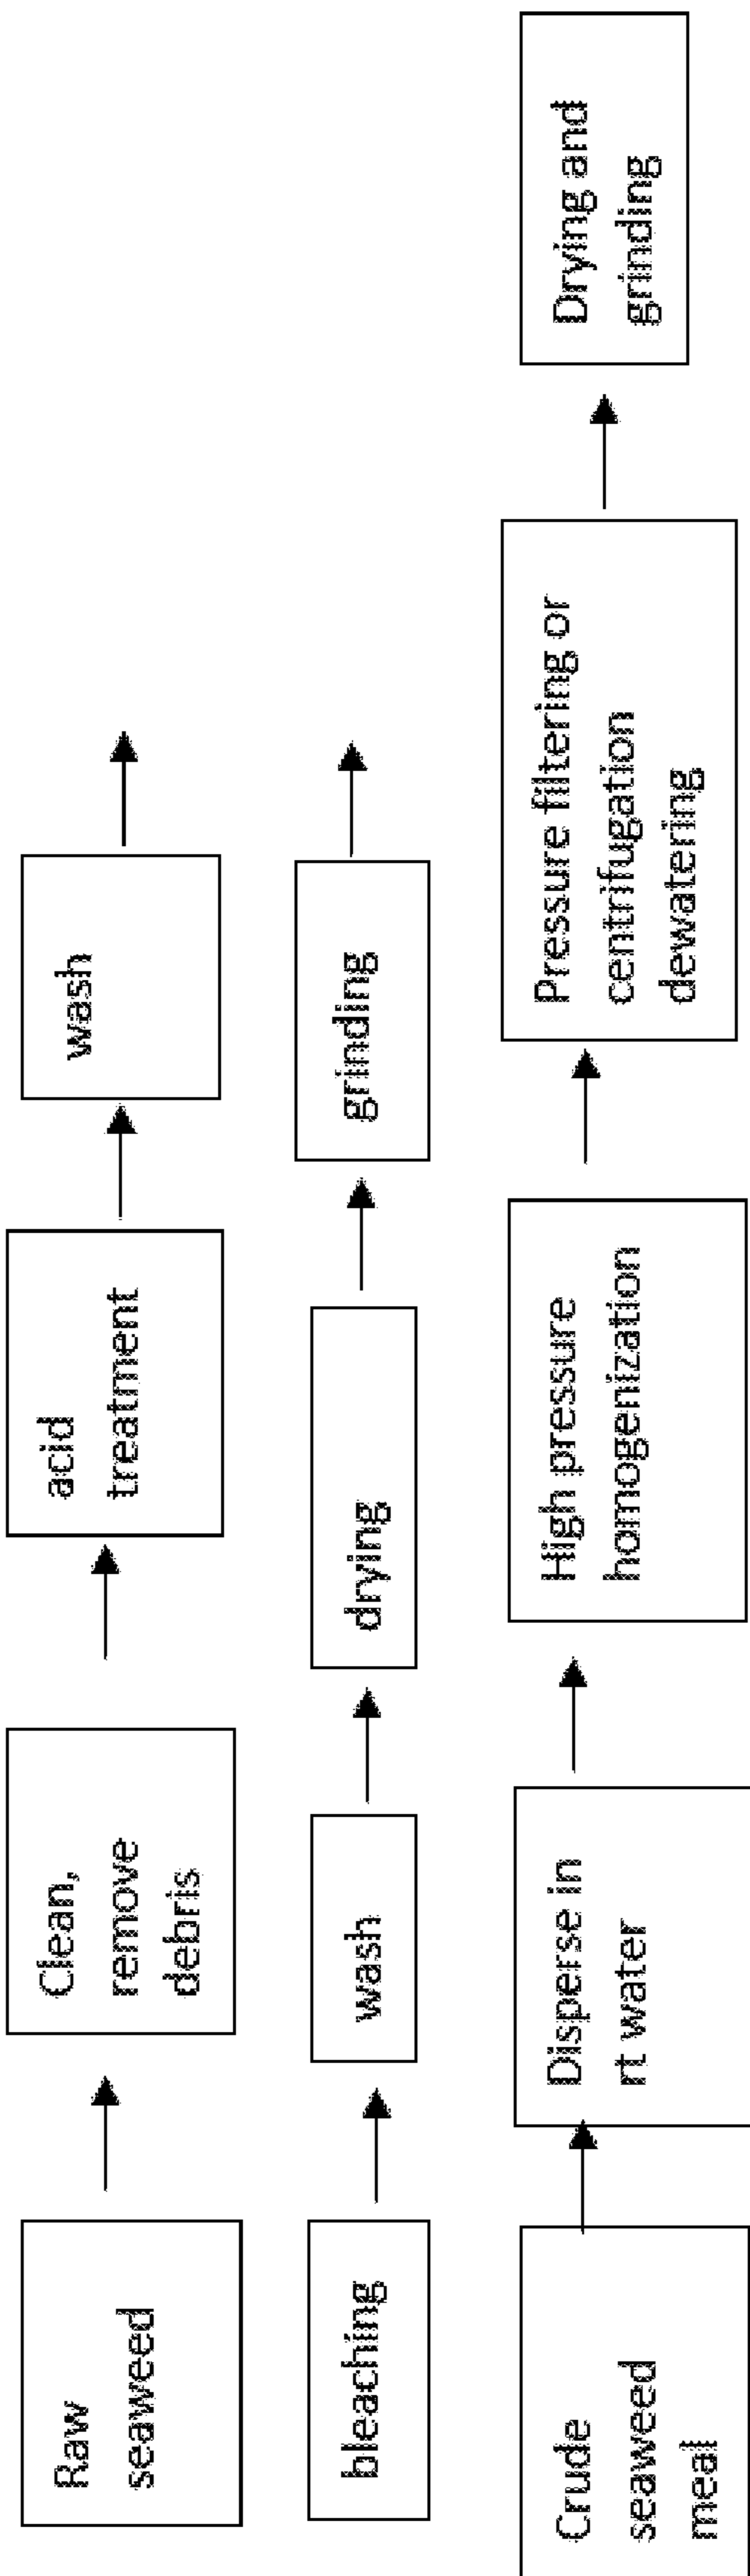 Raw
seaweed
Clean,
remove
debris
acid
treatment
wash
bleaching
wash
drying
grinding
Crude
seaweed
meal
Disperse in
rt water
High pressure
homogenization
Pressure filtering or
centrifugation
dewatering
Drying and
grinding